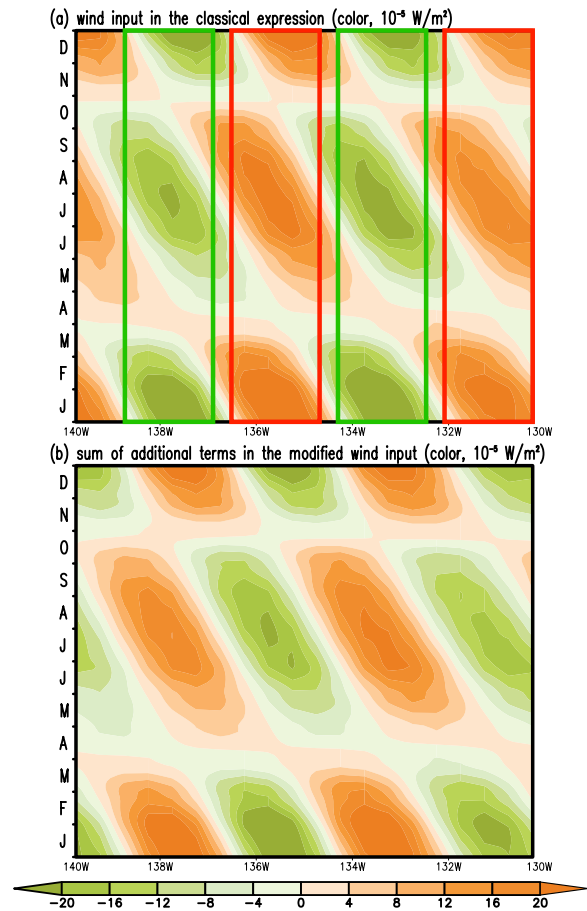 (a) wind input in the classical expression (color, 10⁻⁵ W/m²)
D
N
O
S
A
J
J
M
A
M
F
J
140W 138W 136W 134W 132W 130W
(b) sum of additional terms in the modified wind input (color, 10⁻⁵ W/m²)
D
N
O
S
A
J
J
M
A
M
F
J
140W 138W 136W 134W 132W 130W
-20 -16 -12 -8 -4 0 4 8 12 16 20